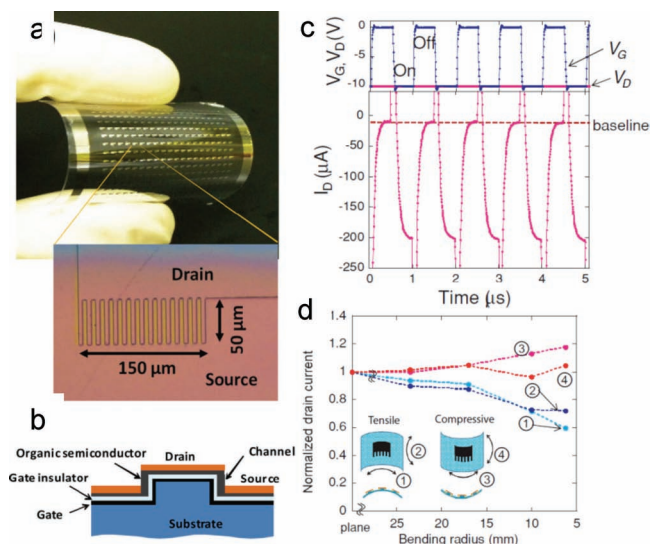 a
Drain
50 µm
150 µm
Source
b
Organic semiconductor
Drain
Channel
Gate insulator
Source
Gate
Substrate
c
V_G, V_D (V)
0
-5
-10
Off
On
V_G
V_D
baseline
I_D (µA)
0
-50
-100
-150
-200
-250
0 1 2 3 4 5
Time (µs)
d
Normalized drain current
1.4
1.2
1
0.8
0.6
0.4
0.2
0
③
④
②
①
Tensile
Compressive
②
④
①
③
plane
25 20 15 10 5
Bending radius (mm)